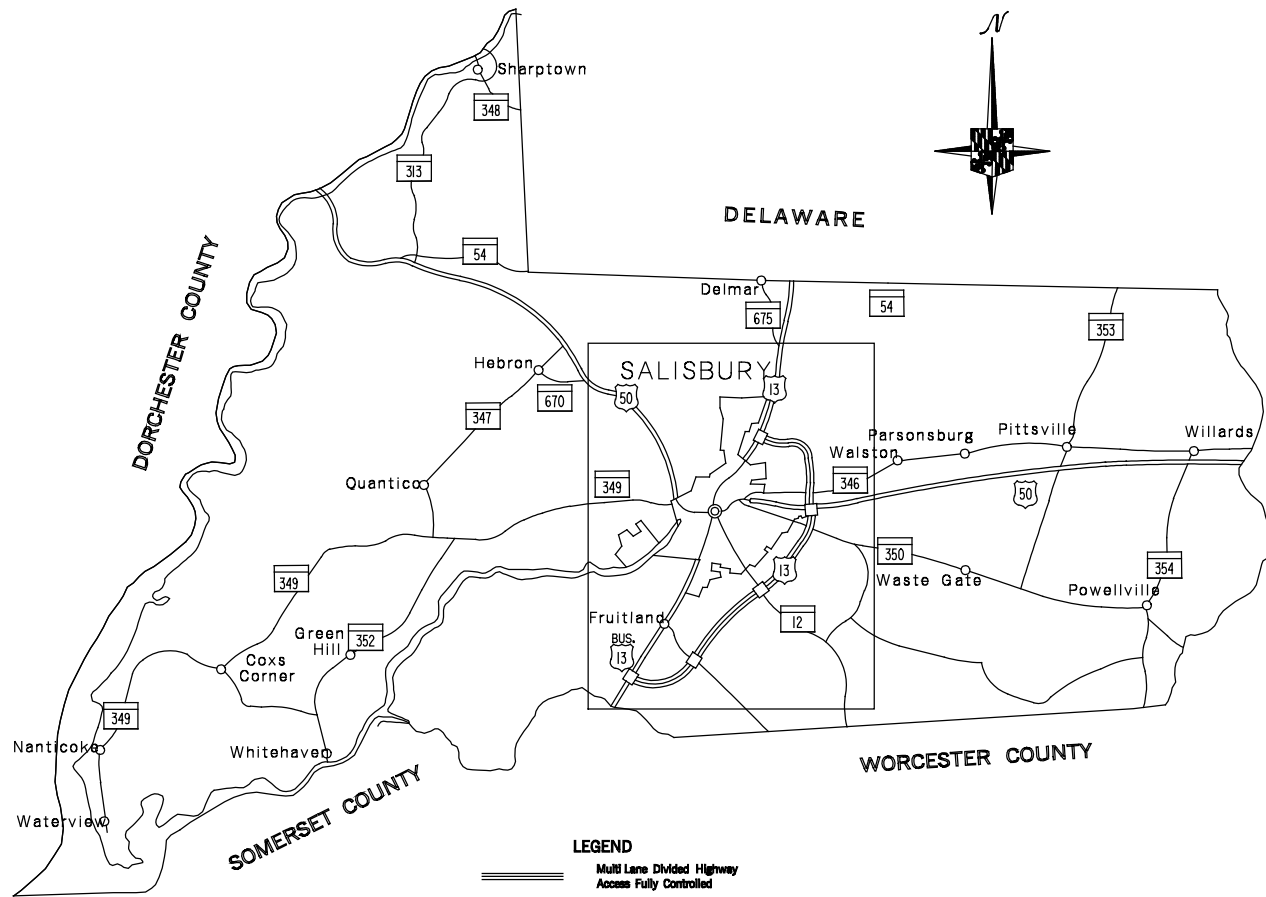 N
Sharptown
348
313
DELAWARE
54
DORCHESTER COUNTY
Delmar
675
54
353
Hebron
SALISBURY
670
50
13
347
Parsonsburg
Pittsville
Willards
Walston
Quantico
349
346
50
350
349
13
Waste Gate
354
Powellville
Fruitland
12
Green
Hill
352
BUS.
13
Coxs
Corner
349
Nanticoke
Whitehaven
WORCESTER COUNTY
SOMERSET COUNTY
Waterview
LEGEND
Multi Lane Divided Highway
Access Fully Controlled